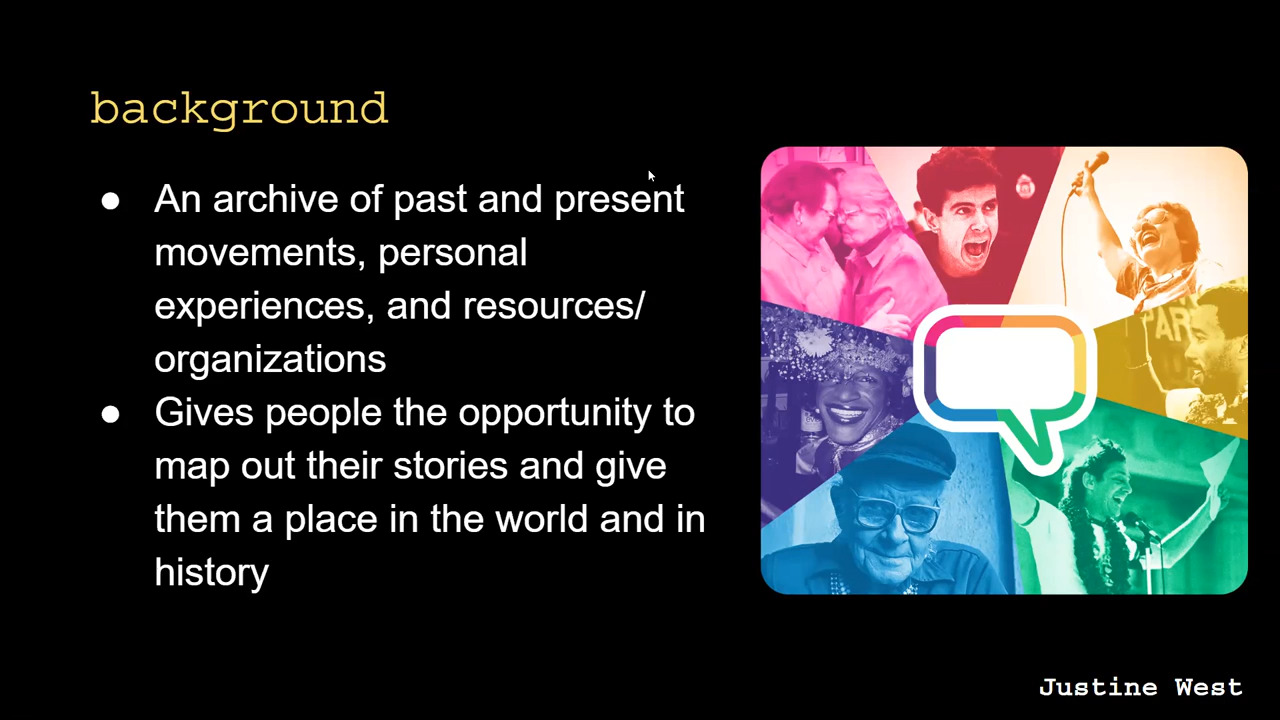 background
● An archive of past and present
movements, personal
experiences, and resources/
organizations
● Gives people the opportunity to
map out their stories and give
them a place in the world and in
history
PAR
Justine West